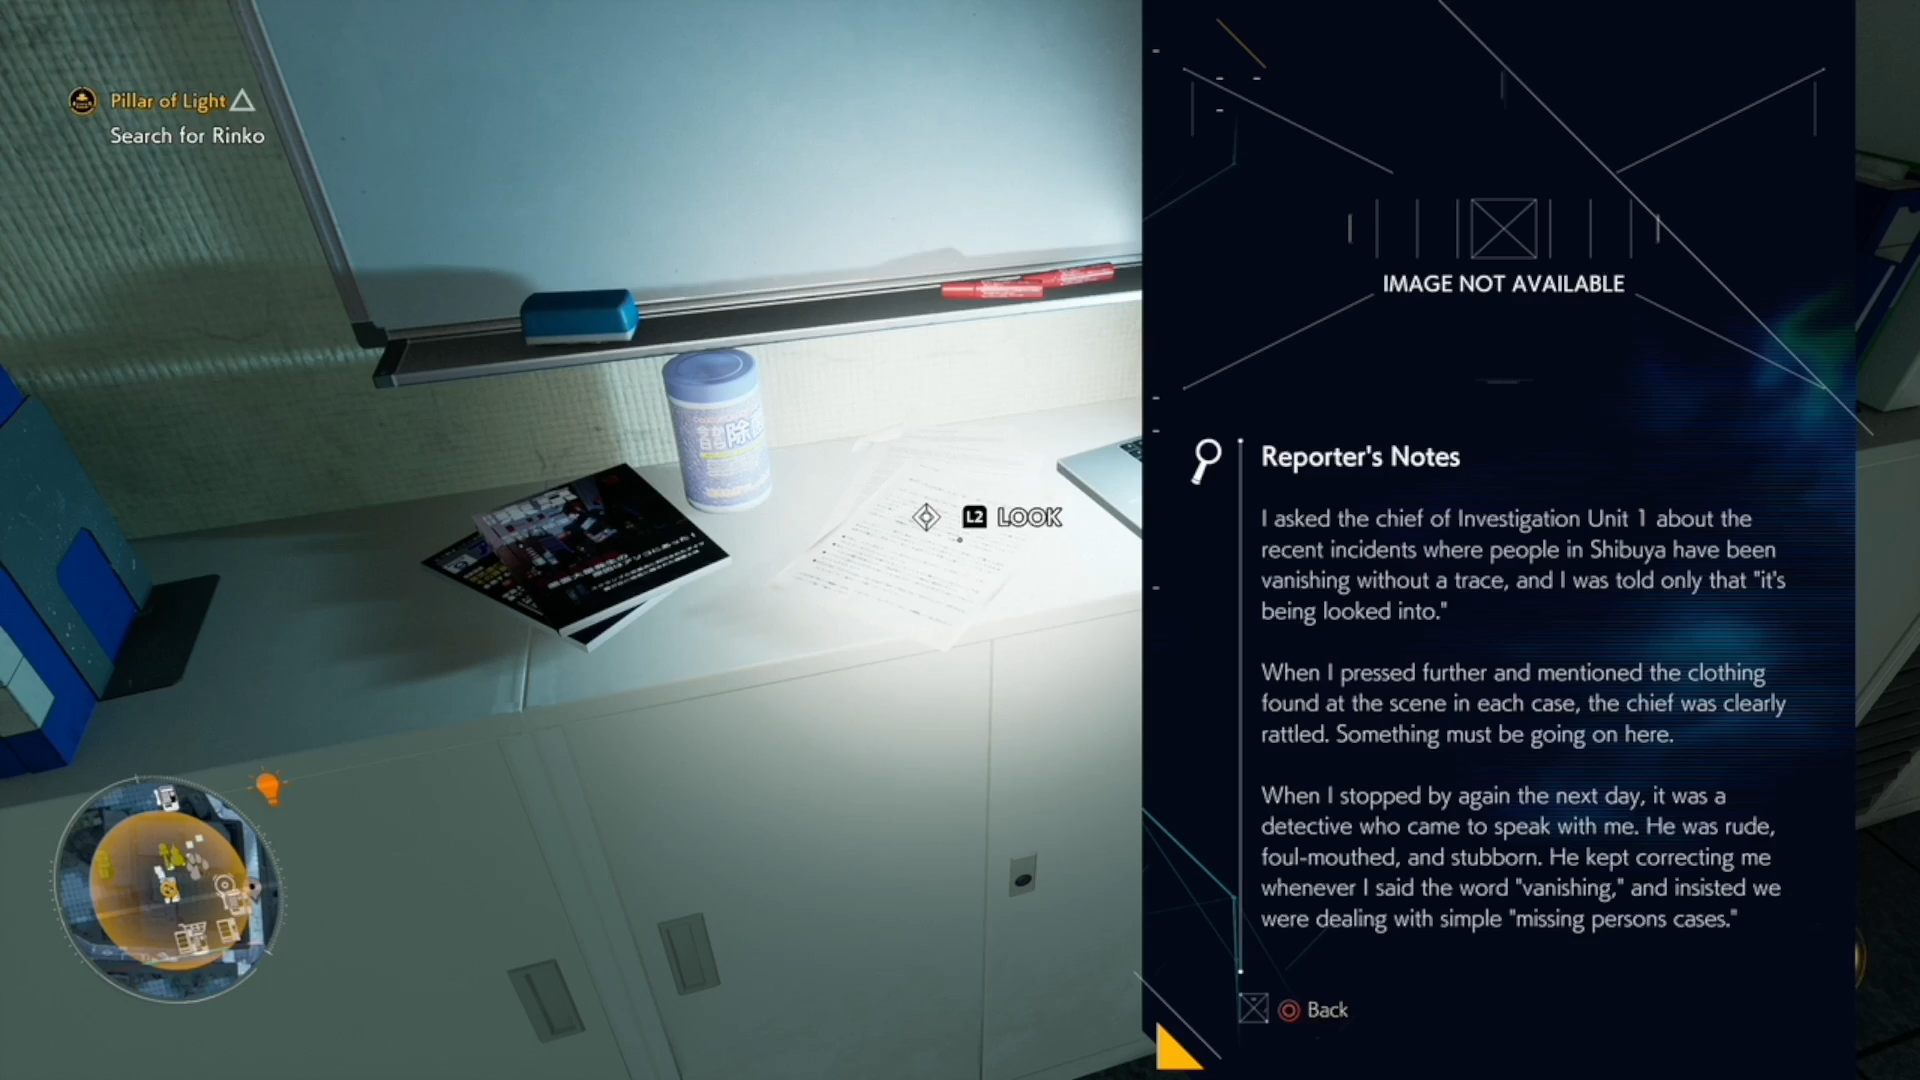 Pillar of Light
Search for Rinko
除菌
L2 LOOK
IMAGE NOT AVAILABLE
Reporter's Notes
I asked the chief of Investigation Unit 1 about the
recent incidents where people in Shibuya have been
vanishing without a trace, and I was told only that "it's
being looked into."
When I pressed further and mentioned the clothing
found at the scene in each case, the chief was clearly
rattled. Something must be going on here.
When I stopped by again the next day, it was a
detective who came to speak with me. He was rude,
foul-mouthed, and stubborn. He kept correcting me
whenever I said the word "vanishing," and insisted we
were dealing with simple "missing persons cases."
Back